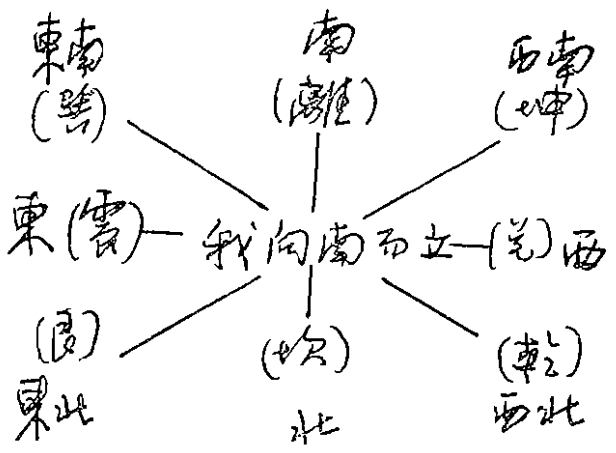 東南 南 西南
(巽) (離) (坤)
東(震) 我向南而立 (兌)西
(艮) (坎) (乾)
東北 北 西北